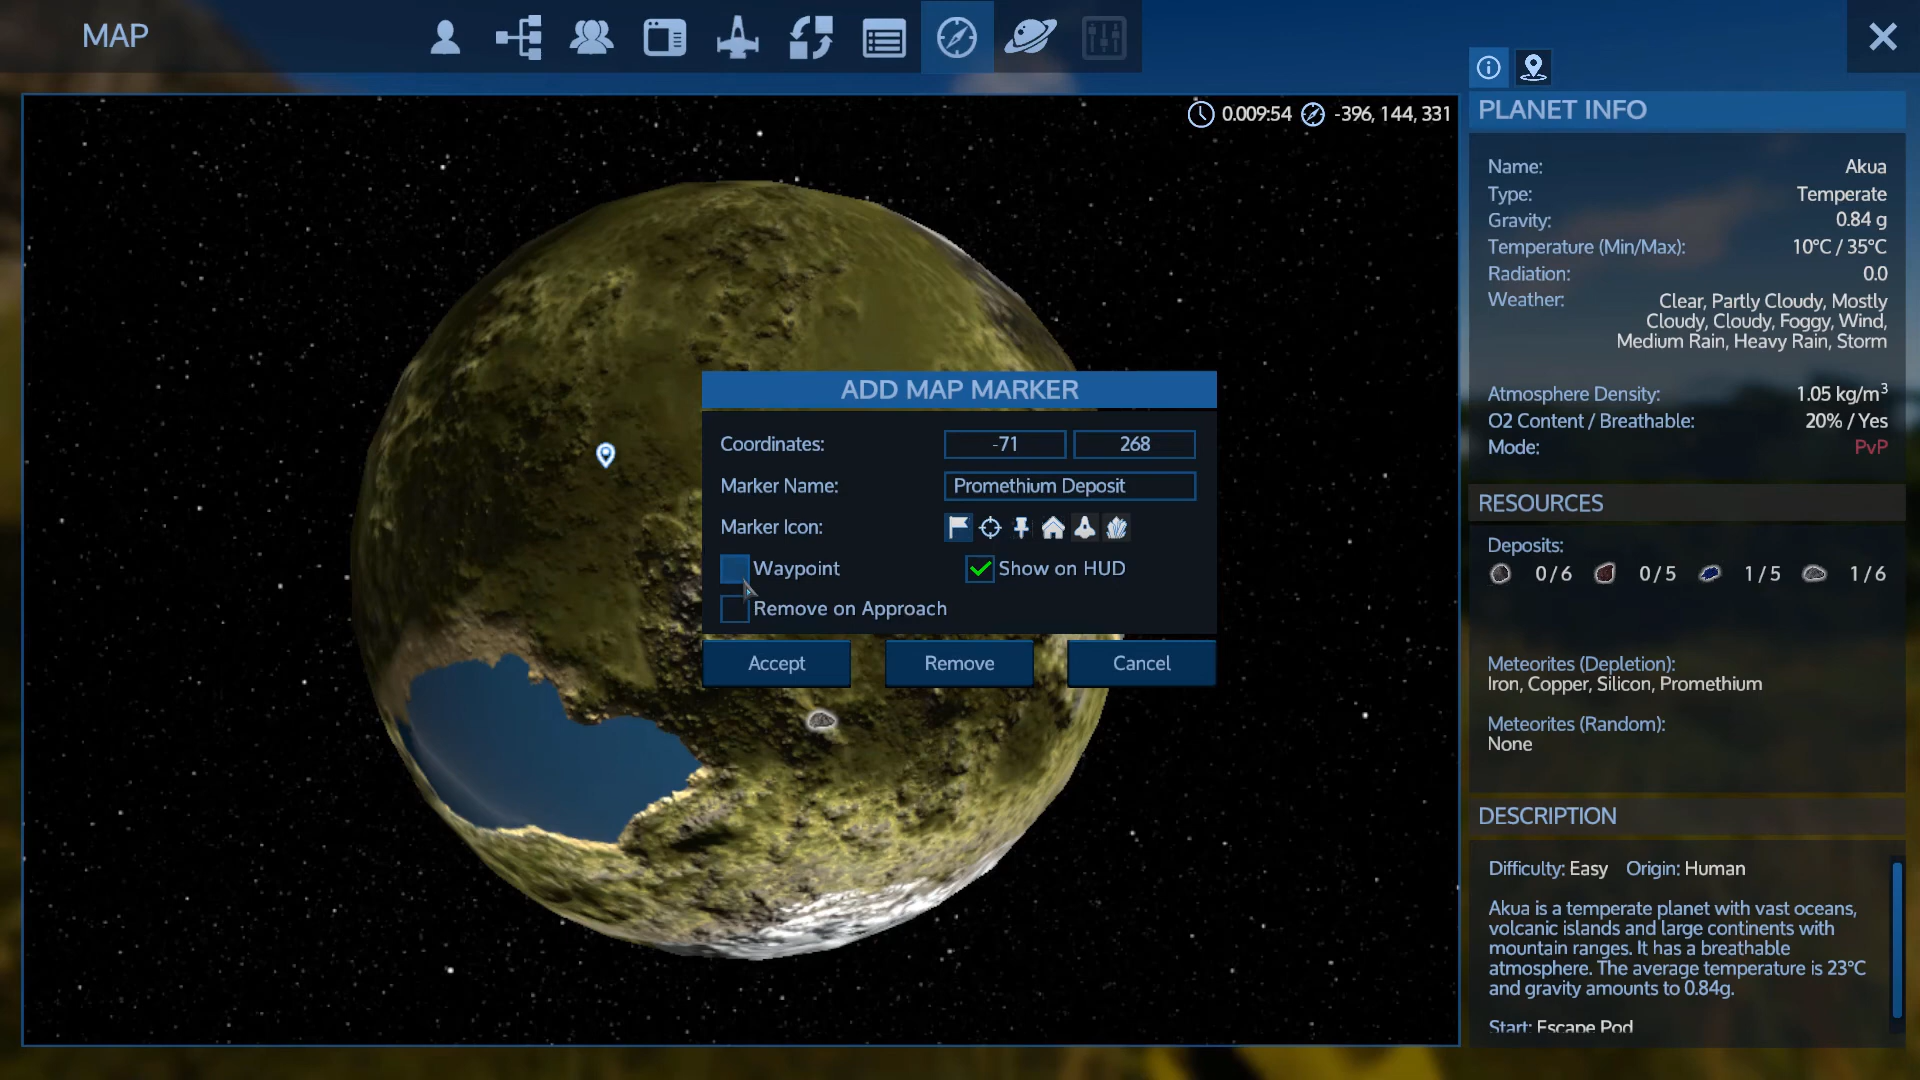 MAP
0.009:54 -396, 144, 331
ADD MAP MARKER
Coordinates: -71 268
Marker Name: Promethium Deposit
Marker Icon:
Waypoint Show on HUD
Remove on Approach
Accept Remove Cancel
PLANET INFO
Name: Akua
Type: Temperate
Gravity: 0.84 g
Temperature (Min/Max): 10°C / 35°C
Radiation: 0.0
Weather: Clear, Partly Cloudy, Mostly
Cloudy, Cloudy, Foggy, Wind,
Medium Rain, Heavy Rain, Storm
Atmosphere Density: 1.05 kg/m³
O2 Content / Breathable: 20% / Yes
Mode: PvP
RESOURCES
Deposits:
0/6 0/5 1/5 1/6
Meteorites (Depletion):
Iron, Copper, Silicon, Promethium
Meteorites (Random):
None
DESCRIPTION
Difficulty: Easy Origin: Human
Akua is a temperate planet with vast oceans,
volcanic islands and large continents with
mountain ranges. It has a breathable
atmosphere. The average temperature is 23°C
and gravity amounts to 0.84g.
Start: Escape Pod